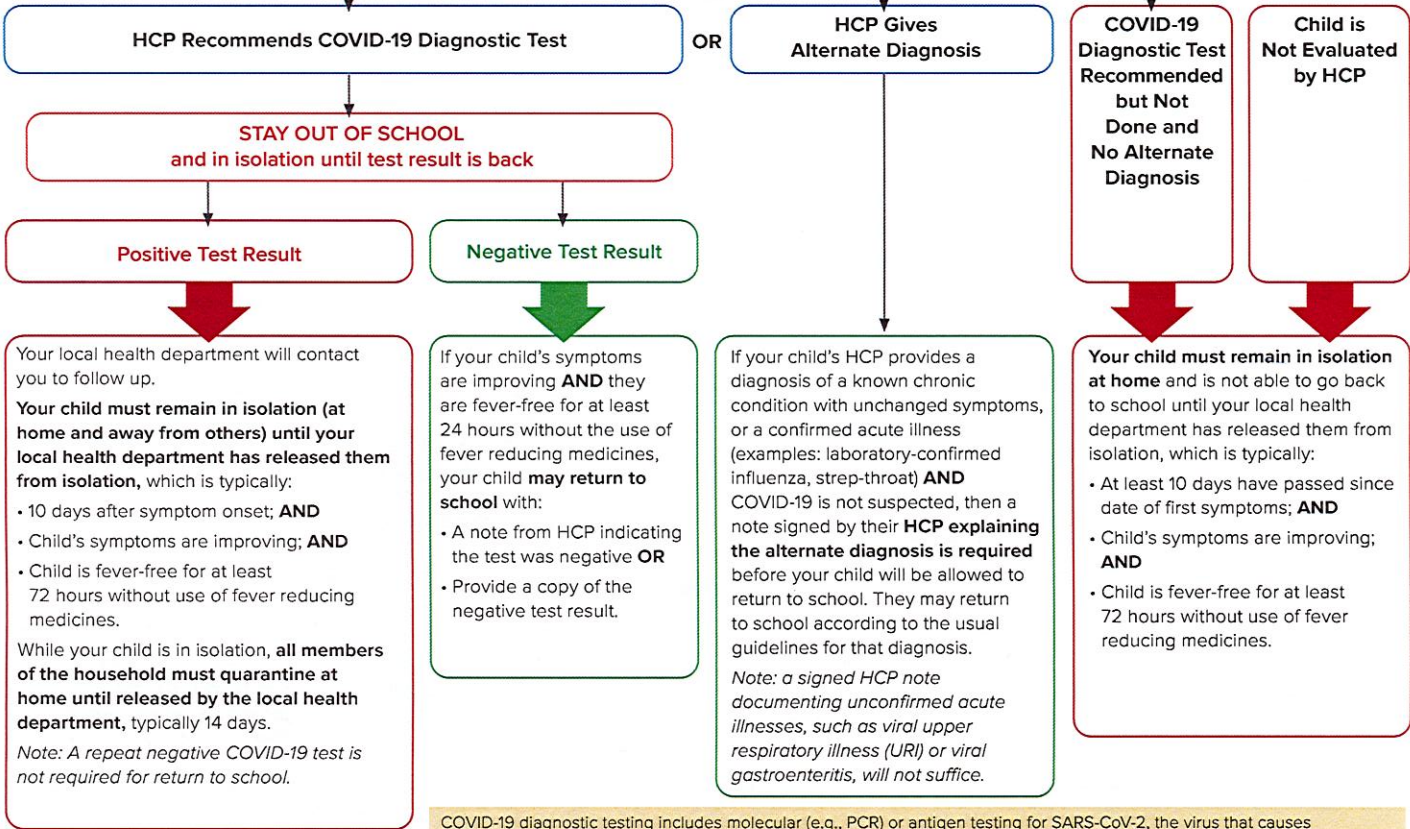 HCP Recommends COVID-19 Diagnostic Test
OR
HCP Gives
Alternate Diagnosis
COVID-19
Diagnostic Test
Recommended
but Not
Done and
No Alternate
Diagnosis
Child is
Not Evaluated
by HCP
STAY OUT OF SCHOOL
and in isolation until test result is back
Positive Test Result
Negative Test Result
Your local health department will contact
you to follow up.
Your child must remain in isolation (at
home and away from others) until your
local health department has released them
from isolation, which is typically:
• 10 days after symptom onset; AND
• Child's symptoms are improving; AND
• Child is fever-free for at least
72 hours without use of fever reducing
medicines.
While your child is in isolation, all members
of the household must quarantine at
home until released by the local health
department, typically 14 days.
Note: A repeat negative COVID-19 test is
not required for return to school.
If your child's symptoms
are improving AND they
are fever-free for at least
24 hours without the use of
fever reducing medicines,
your child may return to
school with:
• A note from HCP indicating
the test was negative OR
• Provide a copy of the
negative test result.
If your child's HCP provides a
diagnosis of a known chronic
condition with unchanged symptoms,
or a confirmed acute illness
(examples: laboratory-confirmed
influenza, strep-throat) AND
COVID-19 is not suspected, then a
note signed by their HCP explaining
the alternate diagnosis is required
before your child will be allowed to
return to school. They may return
to school according to the usual
guidelines for that diagnosis.
Note: a signed HCP note
documenting unconfirmed acute
illnesses, such as viral upper
respiratory illness (URI) or viral
gastroenteritis, will not suffice.
Your child must remain in isolation
at home and is not able to go back
to school until your local health
department has released them from
isolation, which is typically:
• At least 10 days have passed since
date of first symptoms; AND
• Child's symptoms are improving;
AND
• Child is fever-free for at least
72 hours without use of fever
reducing medicines.
COVID-19 diagnostic testing includes molecular (e.g., PCR) or antigen testing for SARS-CoV-2, the virus that causes